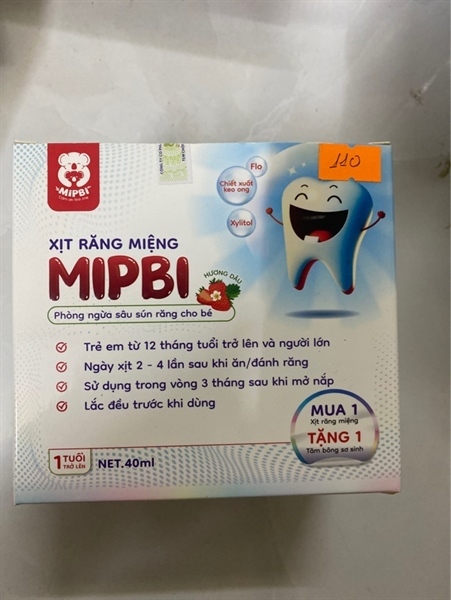 MIPBI
110
Flo
Chiết xuất
keo ong
Xylitol
XỊT RĂNG MIỆNG
MIPBI
HƯƠNG DÂU
Phòng ngừa sâu sún răng cho bé
Trẻ em từ 12 tháng tuổi trở lên và người lớn
Ngày xịt 2 - 4 lần sau khi ăn/đánh răng
Sử dụng trong vòng 3 tháng sau khi mở nắp
Lắc đều trước khi dùng
MUA 1
Xịt răng miệng
TẶNG 1
Tăm bông sơ sinh
1 TUỔI
TRỞ LÊN
NET.40ml